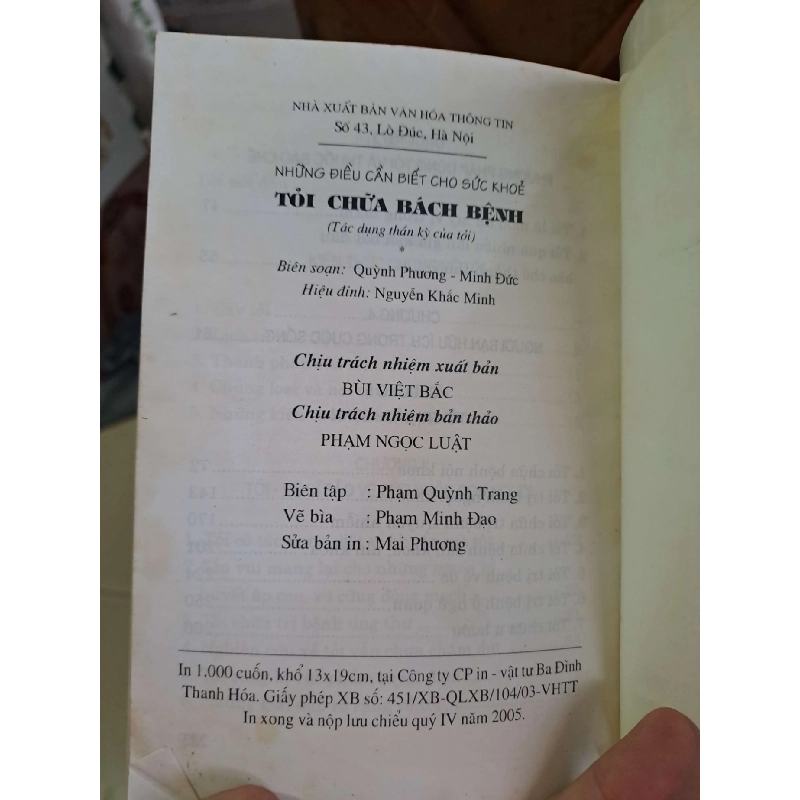 NHÀ XUẤT BẢN VĂN HÓA THÔNG TIN
Số 43, Lò Đúc, Hà Nội
NHỮNG ĐIỀU CẦN BIẾT CHO SỨC KHOẺ
TỎI CHỮA BÁCH BỆNH
(Tác dụng thần kỳ của tỏi)
*
Biên soạn: Quỳnh Phương - Minh Đức
Hiệu đính: Nguyễn Khắc Minh
Chịu trách nhiệm xuất bản
BÙI VIỆT BẮC
Chịu trách nhiệm bản thảo
PHẠM NGỌC LUẬT
Biên tập : Phạm Quỳnh Trang
Vẽ bìa : Phạm Minh Đạo
Sửa bản in : Mai Phương
In 1.000 cuốn, khổ 13x19cm, tại Công ty CP in - vật tư Ba Đình
Thanh Hóa. Giấy phép XB số: 451/XB-QLXB/104/03-VHTT
In xong và nộp lưu chiểu quý IV năm 2005.